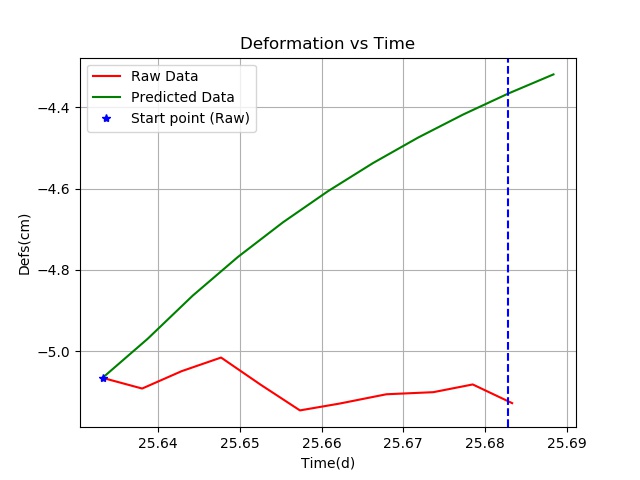 Deformation vs Time
Raw Data
Predicted Data
Start point (Raw)
Defs(cm)
−4.4
−4.6
−4.8
−5.0
25.64 25.65 25.66 25.67 25.68 25.69
Time(d)